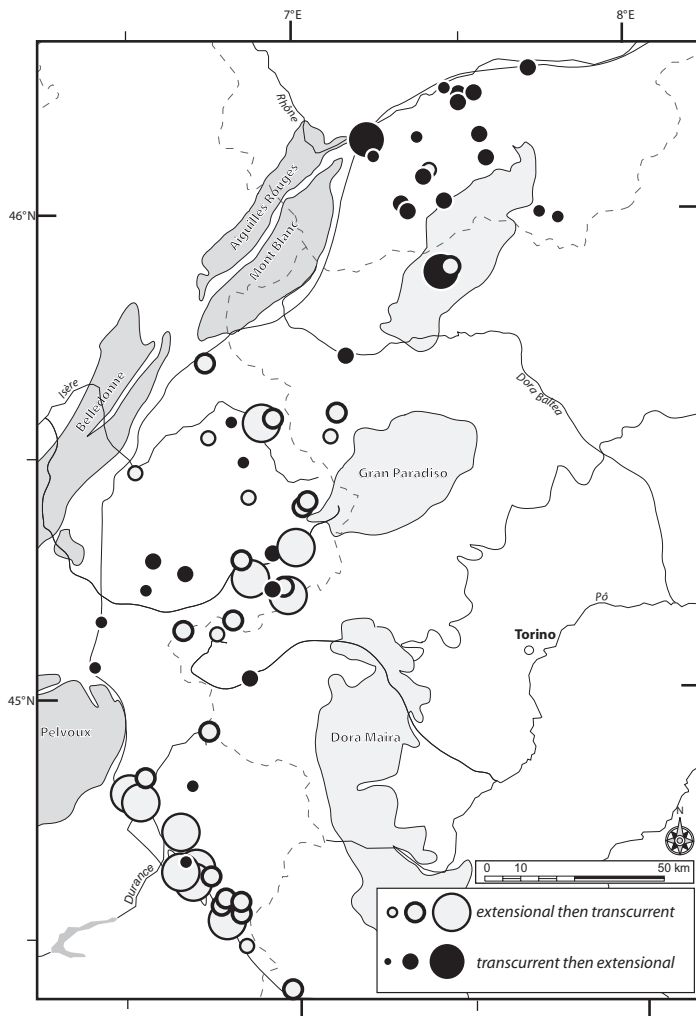 7°E
8°E
Rhône
Aiguilles Rouges
46°N
Mont Blanc
Belledonne
Isère
Dora Baltea
Gran Paradiso
Pó
Torino
45°N
Pelvoux
Dora Maira
Durance
N
0 10 50 km
extensional then transcurrent
transcurrent then extensional